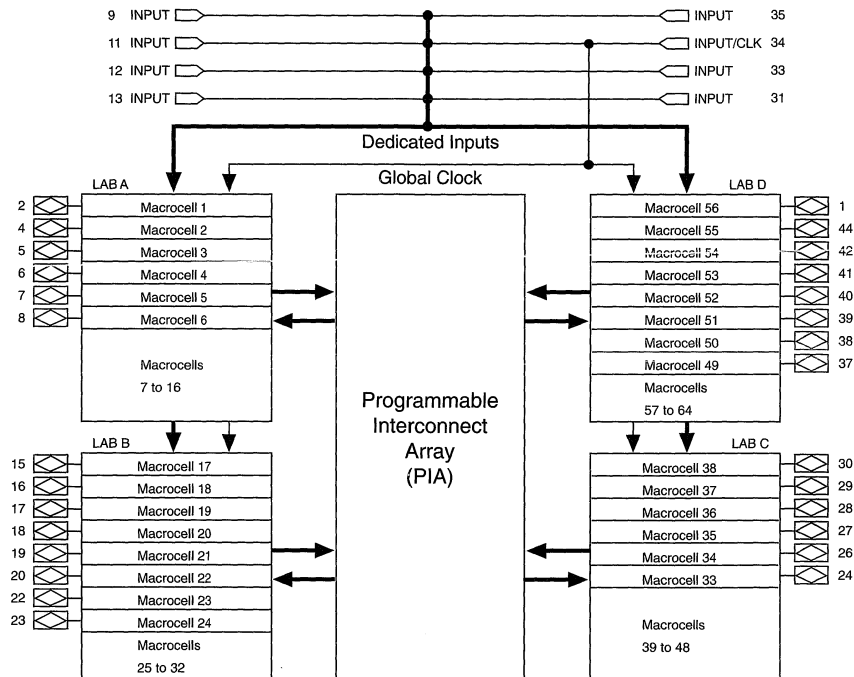 9 INPUT INPUT 35
11 INPUT INPUT/CLK 34
12 INPUT INPUT 33
13 INPUT INPUT 31
Dedicated Inputs
Global Clock
LAB A
2 Macrocell 1
4 Macrocell 2
5 Macrocell 3
6 Macrocell 4
7 Macrocell 5
8 Macrocell 6
Macrocells
7 to 16
LAB B
15 Macrocell 17
16 Macrocell 18
17 Macrocell 19
18 Macrocell 20
19 Macrocell 21
20 Macrocell 22
22 Macrocell 23
23 Macrocell 24
Macrocells
25 to 32
Programmable
Interconnect
Array
(PIA)
LAB D
Macrocell 56 1
Macrocell 55 44
Macrocell 54 42
Macrocell 53 41
Macrocell 52 40
Macrocell 51 39
Macrocell 50 38
Macrocell 49 37
Macrocells
57 to 64
LAB C
Macrocell 38 30
Macrocell 37 29
Macrocell 36 28
Macrocell 35 27
Macrocell 34 26
Macrocell 33 24
Macrocells
39 to 48